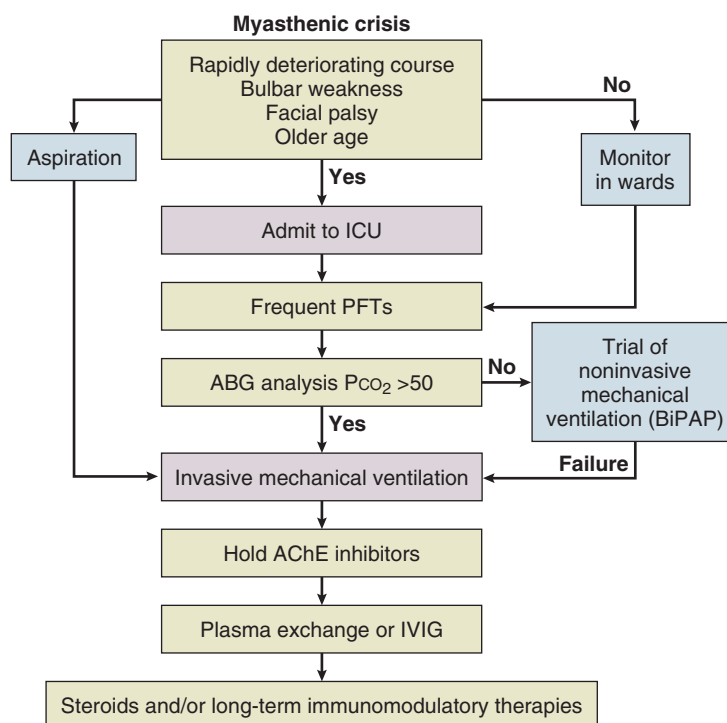 Myasthenic crisis
Rapidly deteriorating course
Bulbar weakness
Facial palsy
Older age
No
Aspiration
Monitor
in wards
Yes
Admit to ICU
Frequent PFTs
ABG analysis PCO₂ >50
No
Trial of
noninvasive
mechanical
ventilation (BiPAP)
Yes
Failure
Invasive mechanical ventilation
Hold AChE inhibitors
Plasma exchange or IVIG
Steroids and/or long-term immunomodulatory therapies